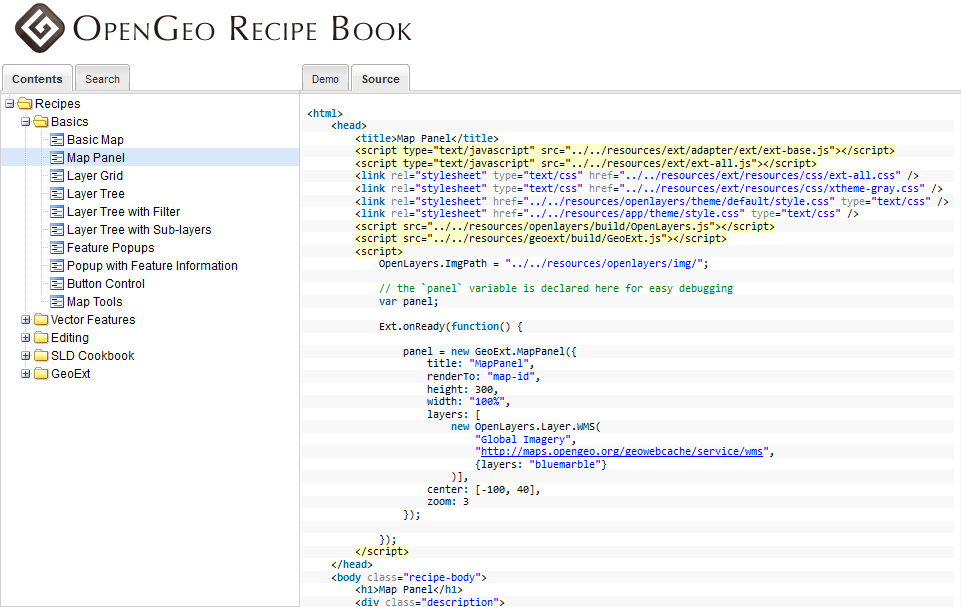 OpenGeo Recipe Book
Contents
Search
Recipes
Basics
Basic Map
Map Panel
Layer Grid
Layer Tree
Layer Tree with Filter
Layer Tree with Sub-layers
Feature Popups
Popup with Feature Information
Button Control
Map Tools
Vector Features
Editing
SLD Cookbook
GeoExt
Demo
Source
<html>
<head>
<title>Map Panel</title>
<script type="text/javascript" src="../../resources/ext/adapter/ext/ext-base.js"></script>
<script type="text/javascript" src="../../resources/ext/ext-all.js"></script>
<link rel="stylesheet" type="text/css" href="../../resources/ext/resources/css/ext-all.css" />
<link rel="stylesheet" type="text/css" href="../../resources/ext/resources/css/xtheme-gray.css" />
<link rel="stylesheet" href="../../resources/openlayers/theme/default/style.css" type="text/css" />
<link rel="stylesheet" href="../../resources/app/theme/style.css" type="text/css" />
<script src="../../resources/openlayers/build/OpenLayers.js"></script>
<script src="../../resources/geoext/build/GeoExt.js"></script>
<script>
OpenLayers.ImgPath = "../../resources/openlayers/img/";
// the `panel` variable is declared here for easy debugging
var panel;
Ext.onReady(function() {
panel = new GeoExt.MapPanel({
title: "MapPanel",
renderTo: "map-id",
height: 300,
width: "100%",
layers: [
new OpenLayers.Layer.WMS(
"Global Imagery",
"http://maps.opengeo.org/geowebcache/service/wms",
{layers: "bluemarble"}
)],
center: [-100, 40],
zoom: 3
});
});
</script>
</head>
<body class="recipe-body">
<h1>Map Panel</h1>
<div class="description">